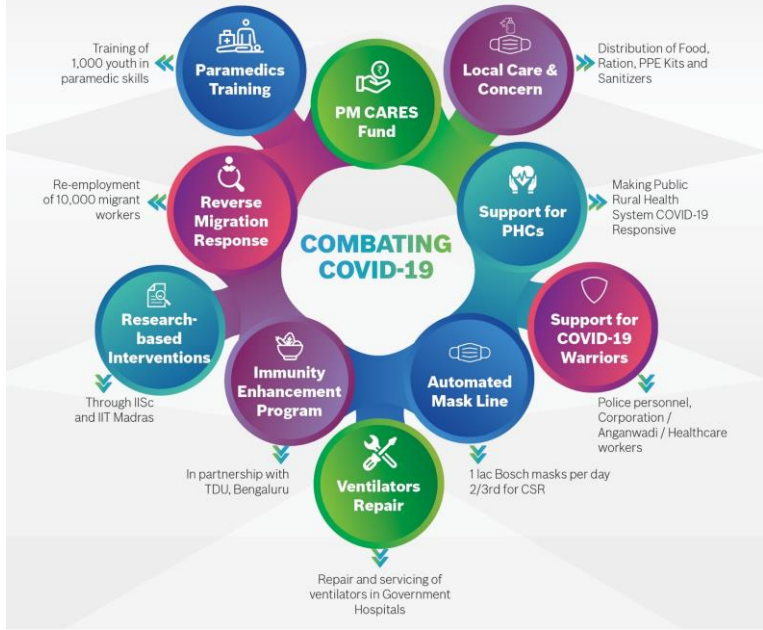 Training of
1,000 youth in
paramedic skills
Paramedics
Training
PM CARES
Fund
Local Care &
Concern
Distribution of Food,
Ration, PPE Kits and
Sanitizers
Re-employment
of 10,000 migrant
workers
Reverse
Migration
Response
COMBATING
COVID-19
Support for
PHCs
Making Public
Rural Health
System COVID-19
Responsive
Research-
based
Interventions
Through IISc
and IIT Madras
Immunity
Enhancement
Program
In partnership with
TDU, Bengaluru
Ventilators
Repair
Repair and servicing of
ventilators in Government
Hospitals
Automated
Mask Line
1 lac Bosch masks per day
2/3rd for CSR
Support for
COVID-19
Warriors
Police personnel,
Corporation /
Anganwadi / Healthcare
workers